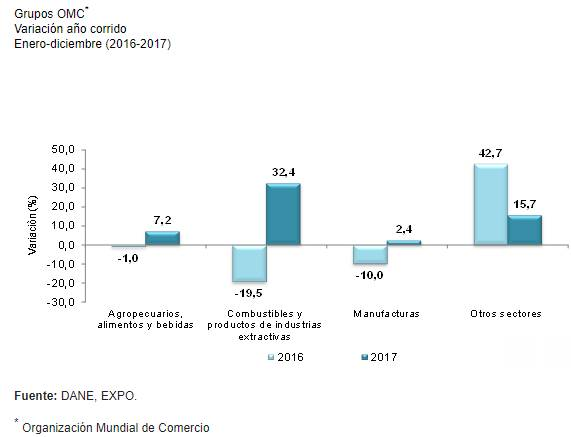 Grupos OMC*
Variación año corrido
Enero-diciembre (2016-2017)
50,0
40,0
30,0
20,0
10,0
0,0
-10,0
-20,0
-30,0
Variación (%)
-1,0
7,2
-19,5
32,4
-10,0
2,4
42,7
15,7
Agropecuarios,
alimentos y bebidas
Combustibles y
productos de industrias
extractivas
Manufacturas
Otros sectores
2016
2017
Fuente: DANE, EXPO.
* Organización Mundial de Comercio